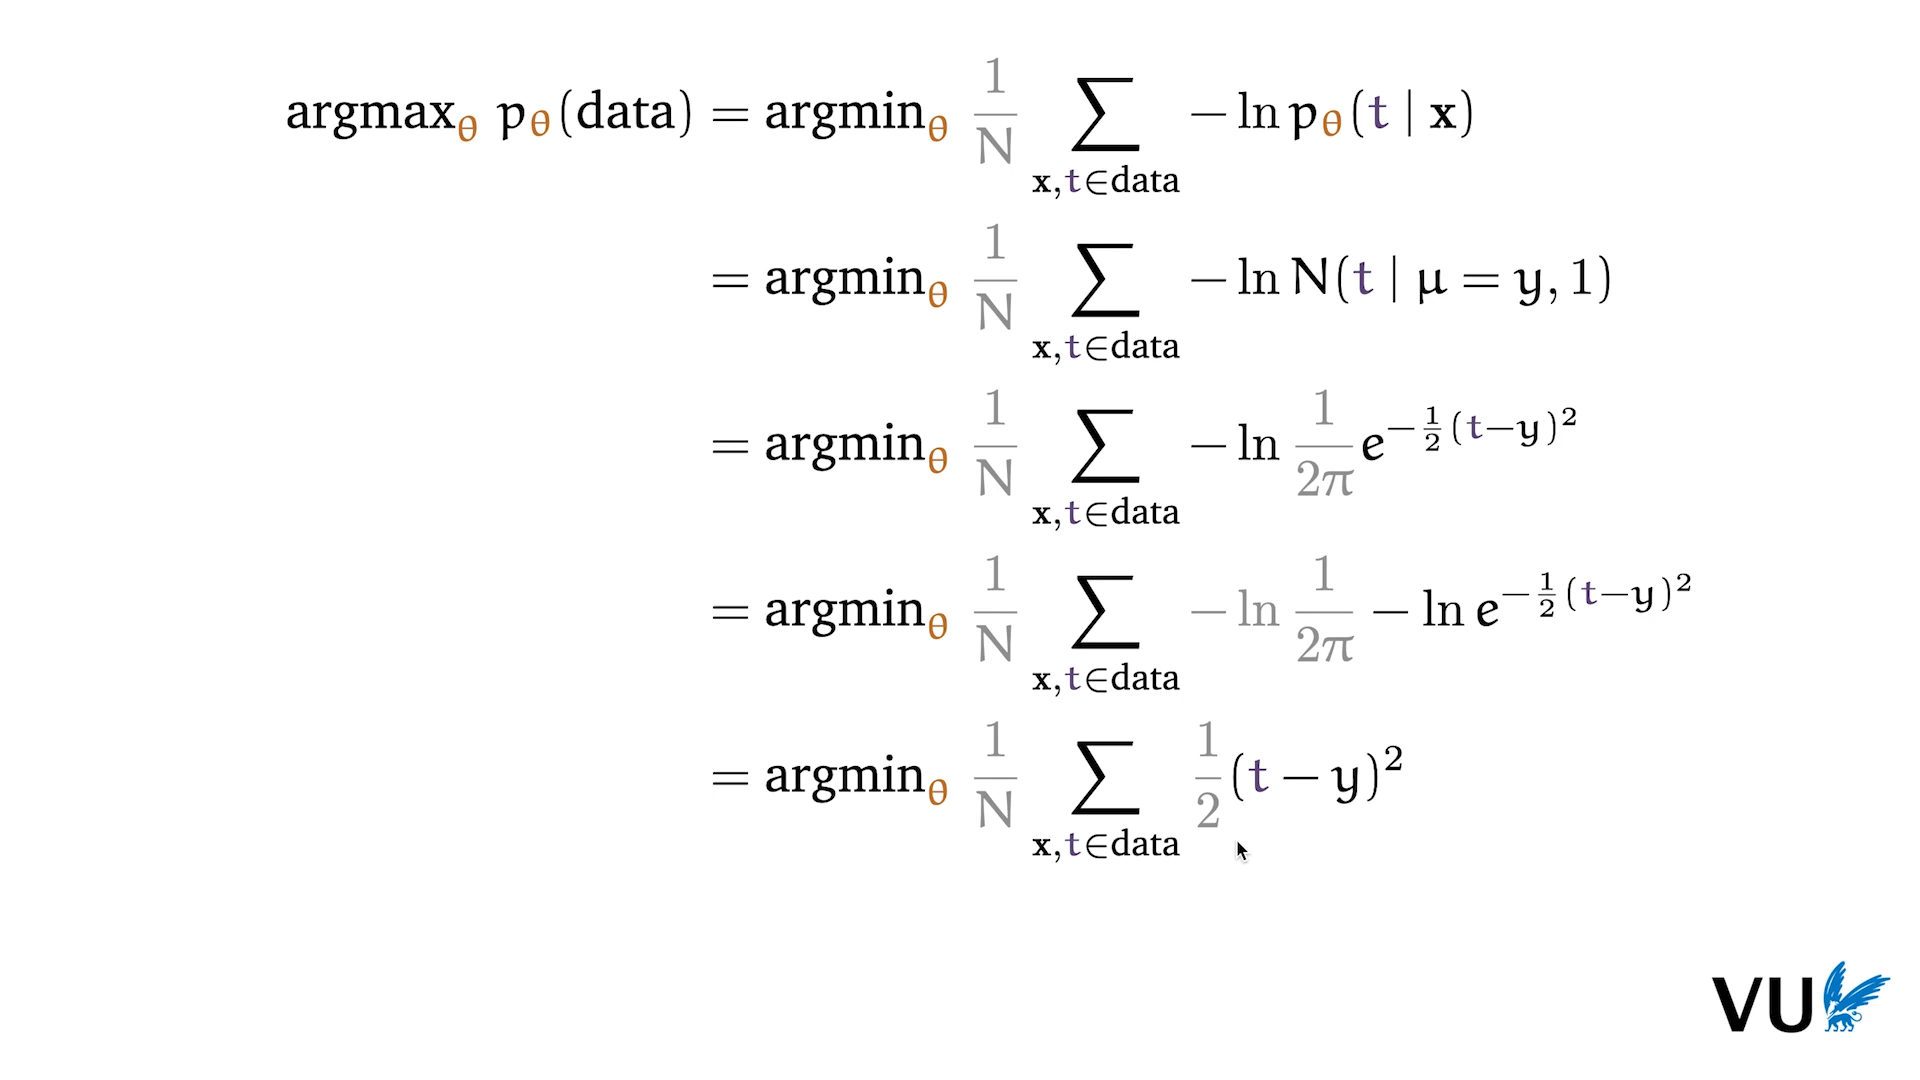 argmax_θ p_θ(data) = argmin_θ 1/N ∑_{x,t∈data} − ln p_θ(t | x)
= argmin_θ 1/N ∑_{x,t∈data} − ln N(t | μ = y, 1)
= argmin_θ 1/N ∑_{x,t∈data} − ln 1/2π e^{−1/2(t−y)²}
= argmin_θ 1/N ∑_{x,t∈data} − ln 1/2π − ln e^{−1/2(t−y)²}
= argmin_θ 1/N ∑_{x,t∈data} 1/2 (t − y)²
VU